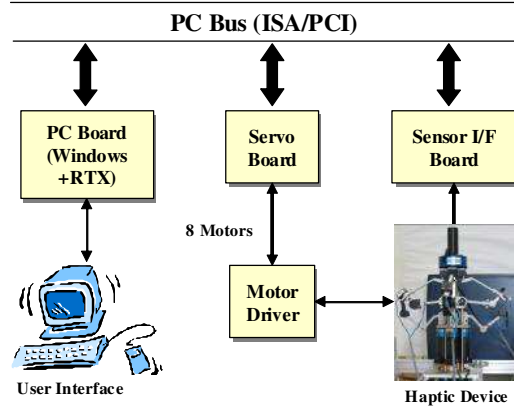 PC Bus (ISA/PCI)
PC Board
(Windows
+RTX)
Servo
Board
Sensor I/F
Board
8 Motors
Motor
Driver
User Interface
Haptic Device